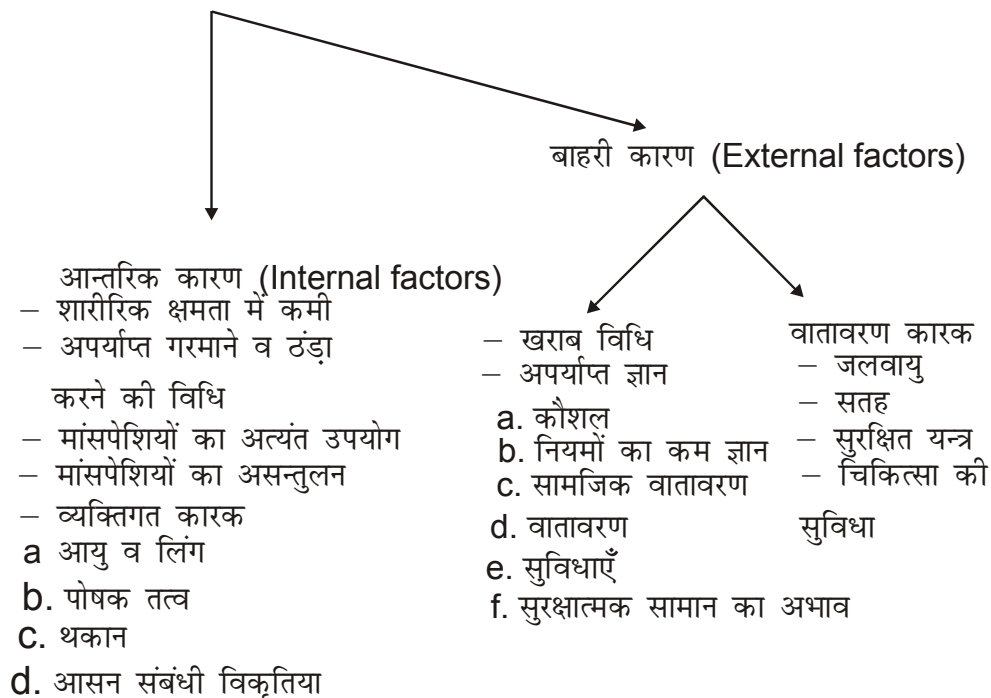 बाहरी कारण (External factors)
आन्तरिक कारण (Internal factors)
– शारीरिक क्षमता में कमी
– अपर्याप्त गरमाने व ठंड़ा
करने की विधि
– मांसपेशियों का अत्यंत उपयोग
– मांसपेशियों का असन्तुलन
– व्यक्तिगत कारक
a आयु व लिंग
b. पोषक तत्व
c. थकान
d. आसन संबंधी विकृतिया
– खराब विधि
– अपर्याप्त ज्ञान
a. कौशल
b. नियमों का कम ज्ञान
c. सामजिक वातावरण
d. वातावरण
e. सुविधाएँ
f. सुरक्षात्मक सामान का अभाव
वातावरण कारक
– जलवायु
– सतह
– सुरक्षित यन्त्र
– चिकित्सा की
सुविधा